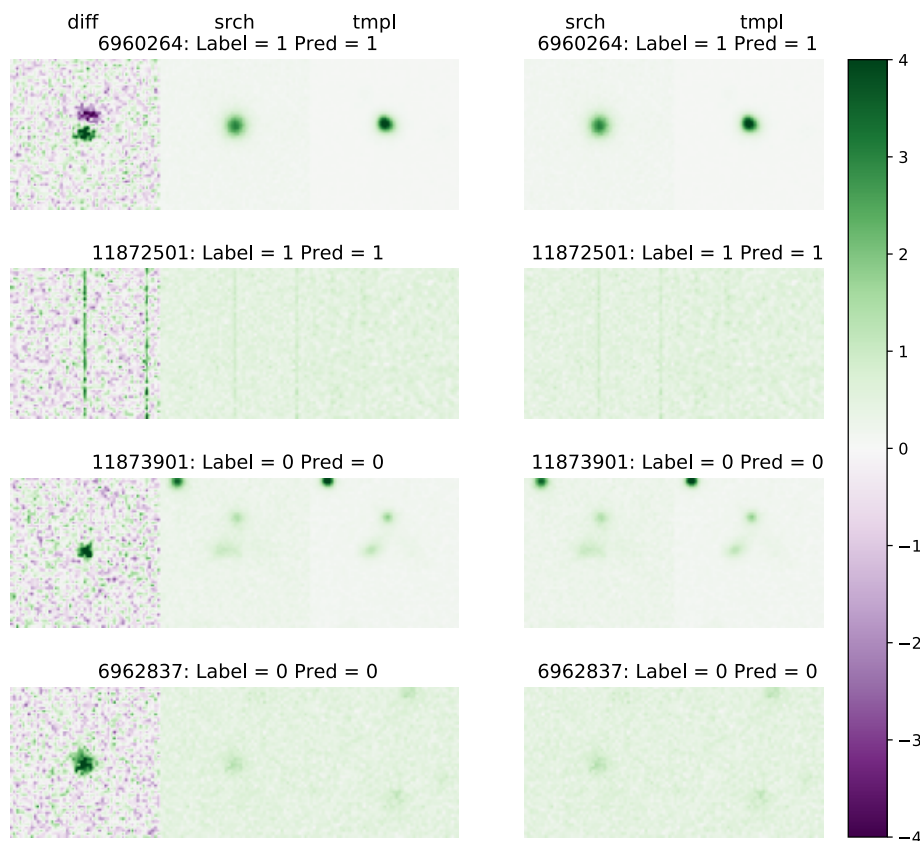 diff srch tmpl srch tmpl
6960264: Label = 1 Pred = 1 6960264: Label = 1 Pred = 1
11872501: Label = 1 Pred = 1 11872501: Label = 1 Pred = 1
11873901: Label = 0 Pred = 0 11873901: Label = 0 Pred = 0
6962837: Label = 0 Pred = 0 6962837: Label = 0 Pred = 0
4
3
2
1
0
−1
−2
−3
−4